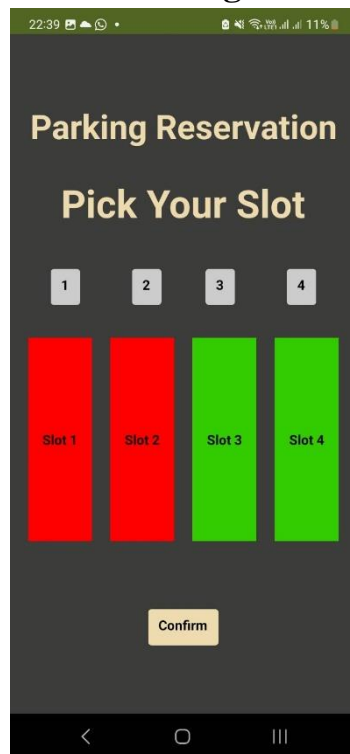 22:39 11%
Parking Reservation
Pick Your Slot
1 2 3 4
Slot 1 Slot 2 Slot 3 Slot 4
Confirm